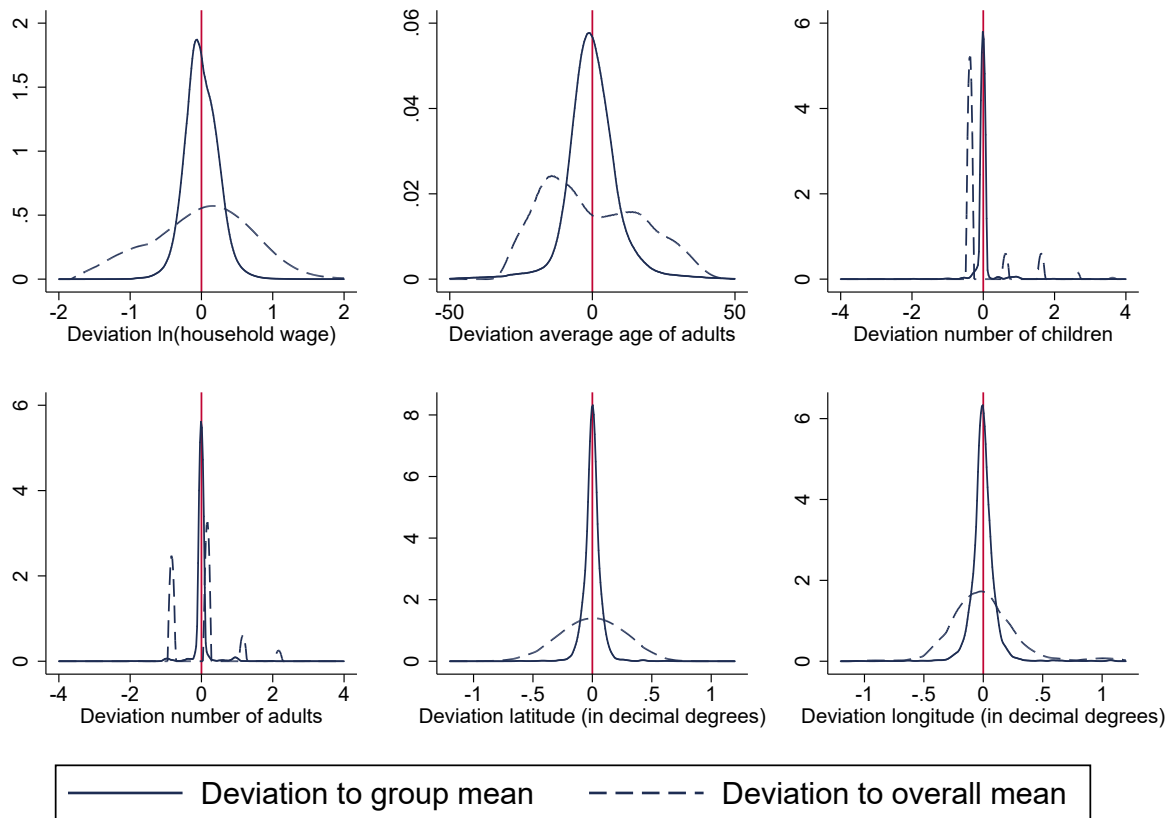 2
1.5
1
.5
0
-2 -1 0 1 2
Deviation ln(household wage)
.06
.04
.02
0
-50 0 50
Deviation average age of adults
6
4
2
0
-4 -2 0 2 4
Deviation number of children
6
4
2
0
-4 -2 0 2 4
Deviation number of adults
8
6
4
2
0
-1 -.5 0 .5 1
Deviation latitude (in decimal degrees)
6
4
2
0
-1 -.5 0 .5 1
Deviation longitude (in decimal degrees)
Deviation to group mean Deviation to overall mean